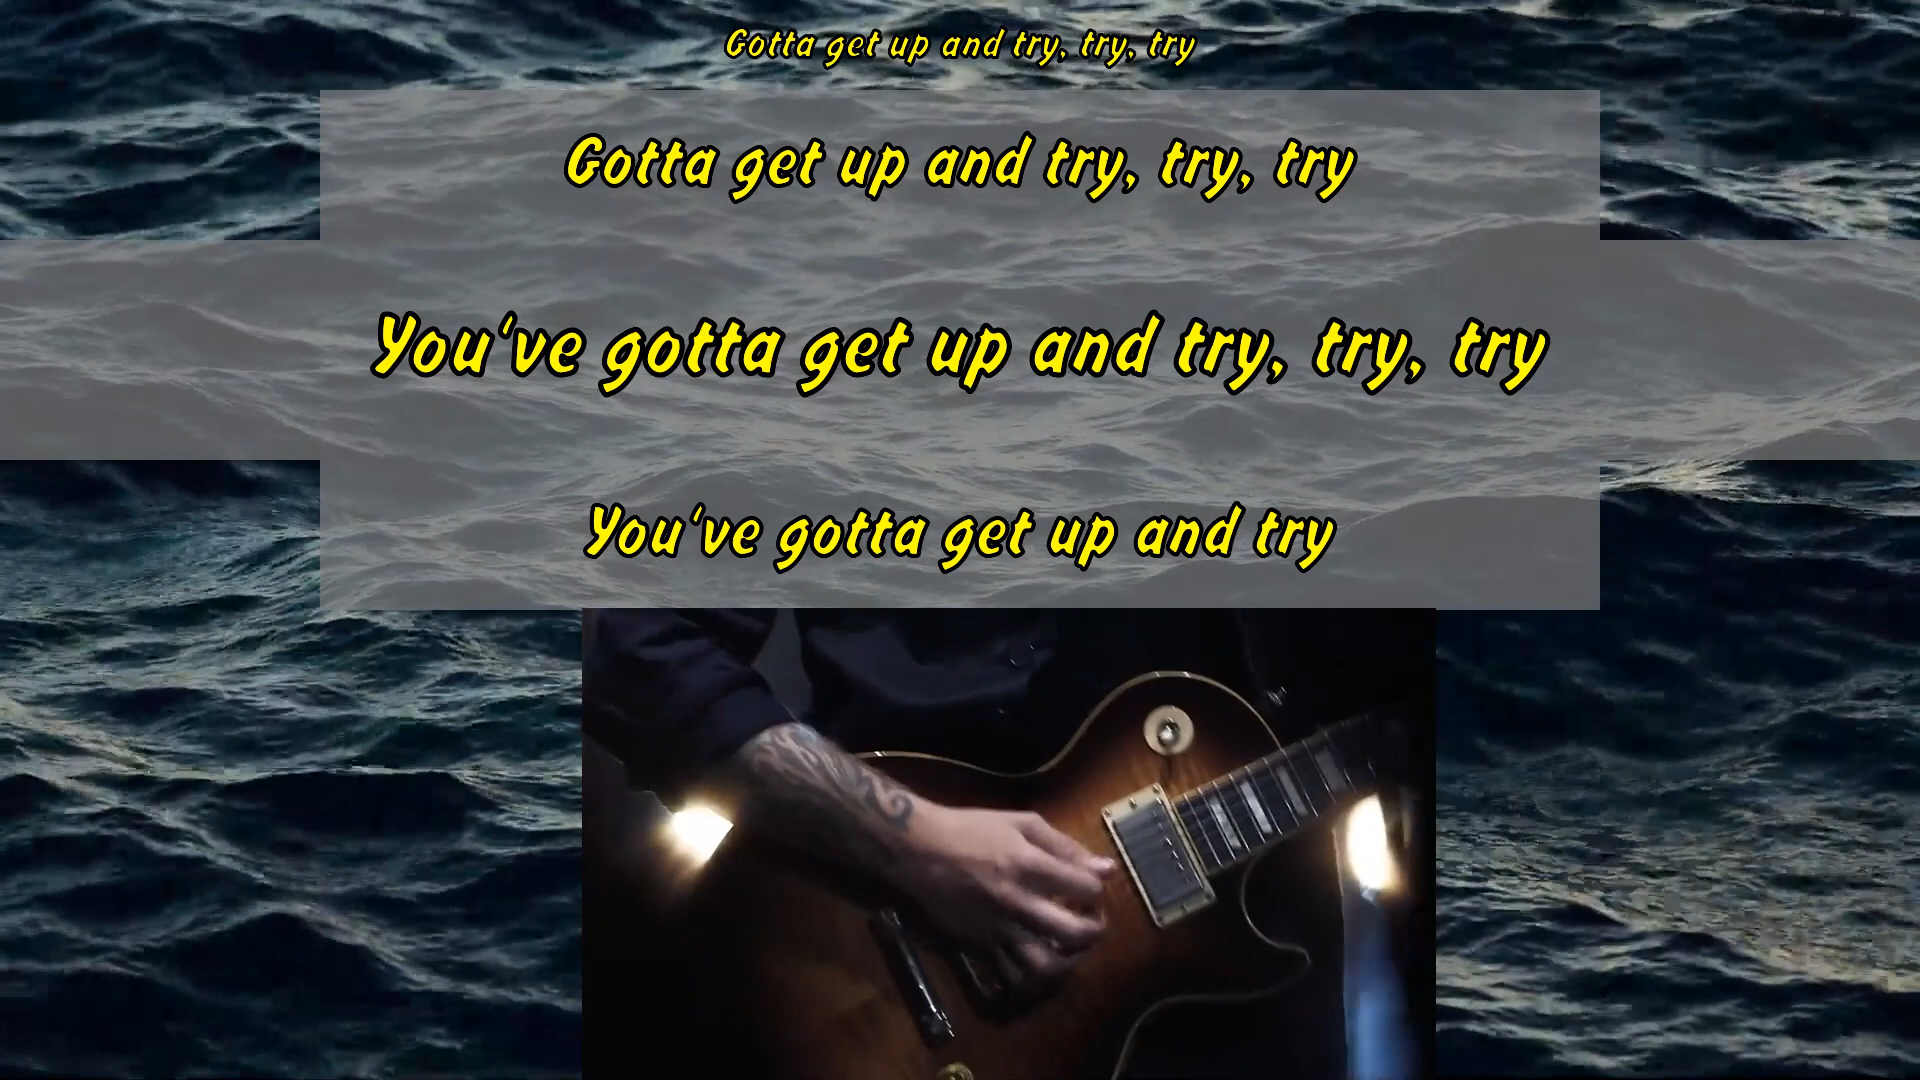 Gotta get up and try, try, try
Gotta get up and try, try, try
You've gotta get up and try, try, try
You've gotta get up and try